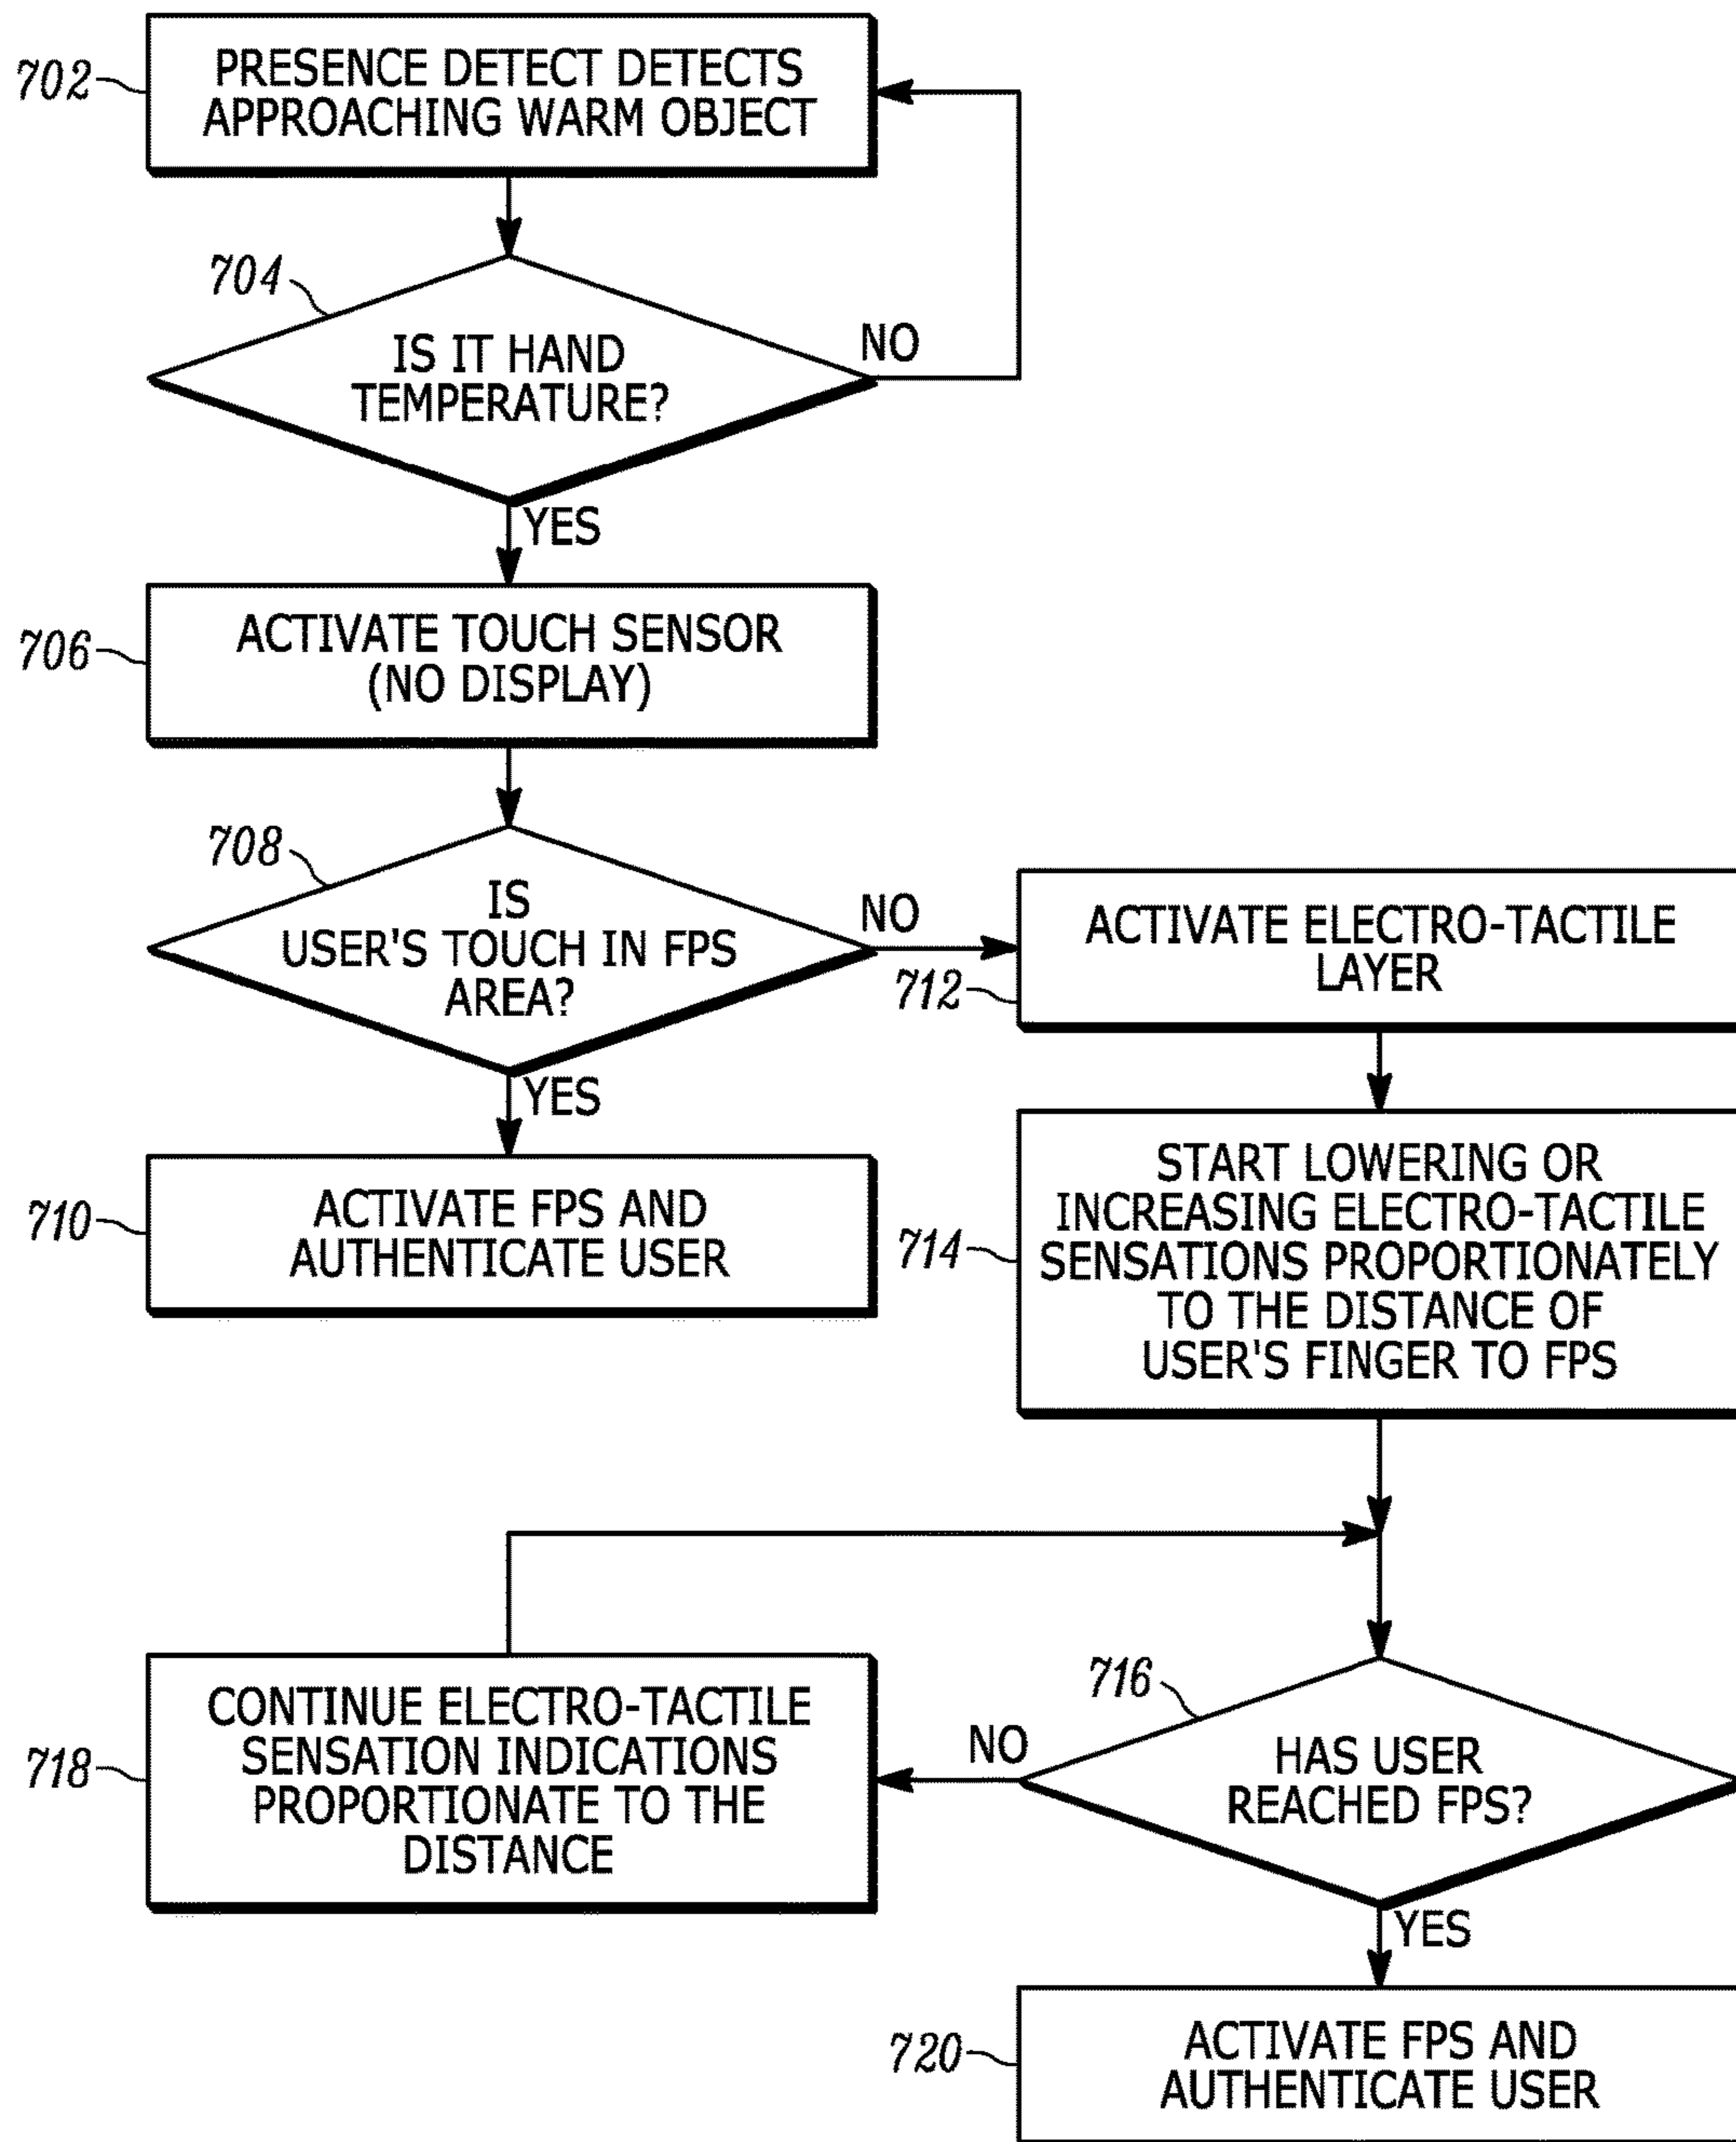 702
PRESENCE DETECT DETECTS
APPROACHING WARM OBJECT
704
IS IT HAND
TEMPERATURE?
NO
YES
706
ACTIVATE TOUCH SENSOR
(NO DISPLAY)
708
IS
USER'S TOUCH IN FPS
AREA?
NO
YES
710
ACTIVATE FPS AND
AUTHENTICATE USER
712
ACTIVATE ELECTRO-TACTILE
LAYER
714
START LOWERING OR
INCREASING ELECTRO-TACTILE
SENSATIONS PROPORTIONATELY
TO THE DISTANCE OF
USER'S FINGER TO FPS
716
HAS USER
REACHED FPS?
NO
YES
718
CONTINUE ELECTRO-TACTILE
SENSATION INDICATIONS
PROPORTIONATE TO THE
DISTANCE
720
ACTIVATE FPS AND
AUTHENTICATE USER